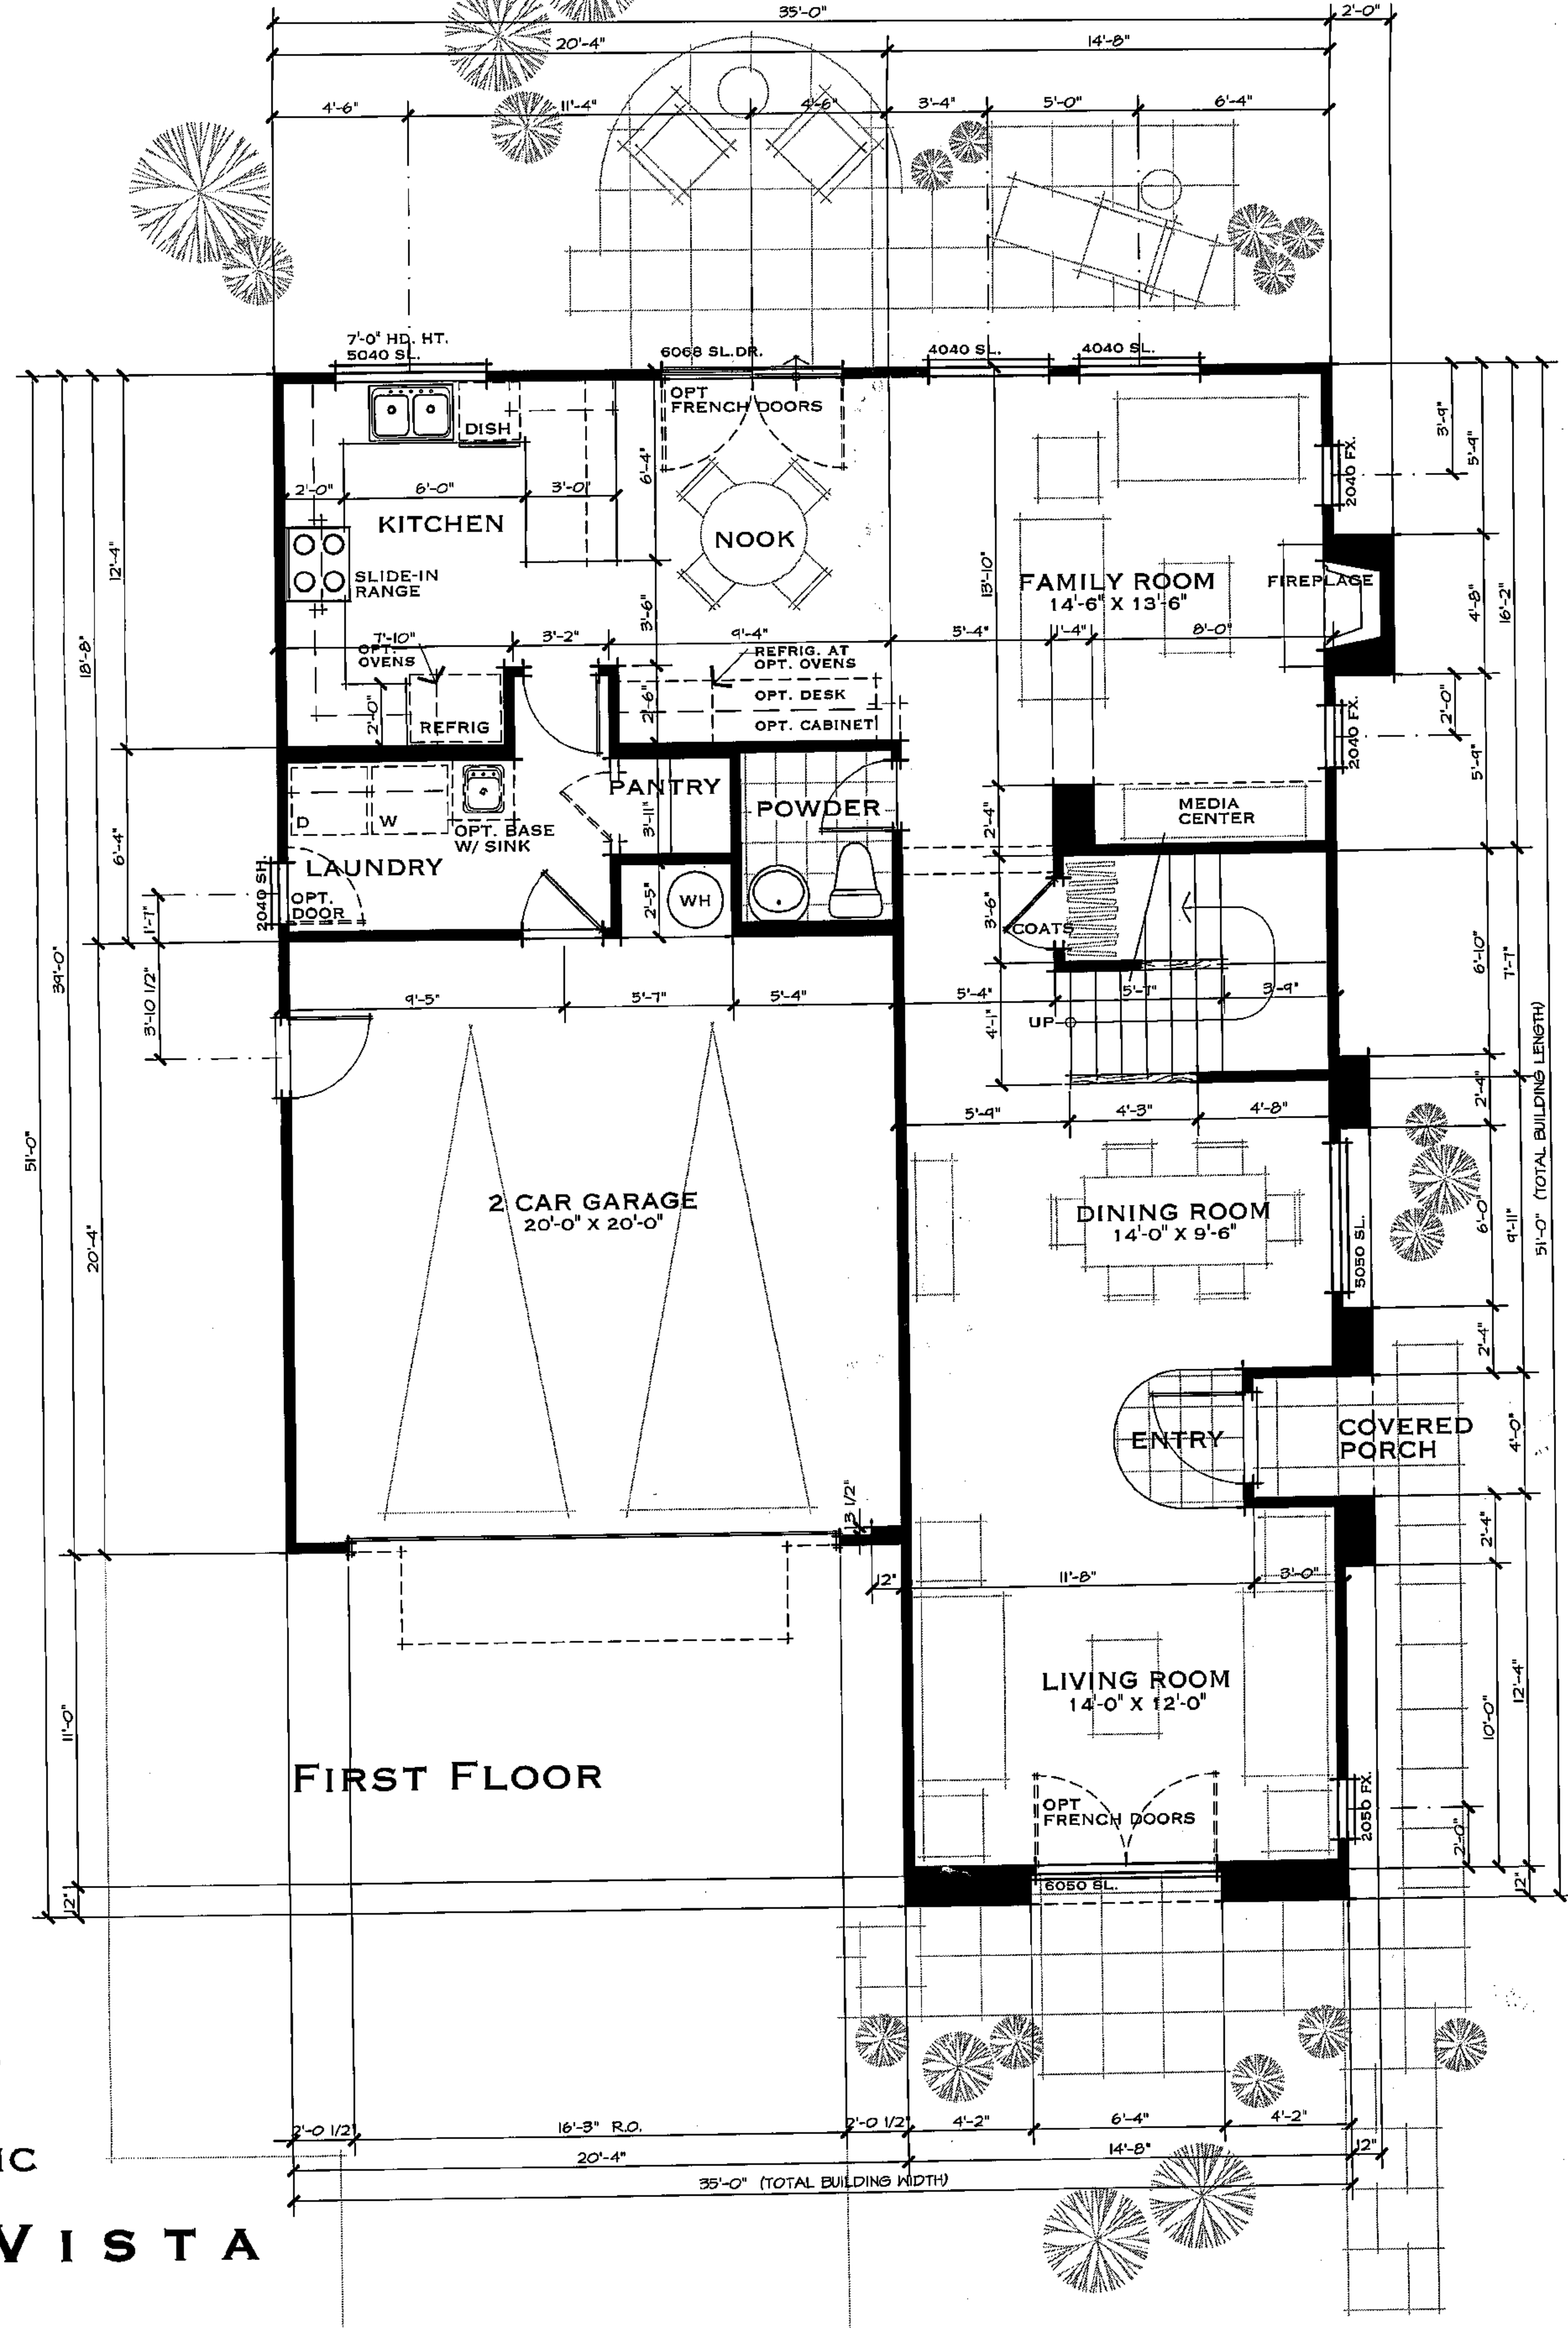 35'-0"
2'-0"
20'-4"
14'-8"
4'-6"
11'-4"
4'-6"
3'-4"
5'-0"
6'-4"
7'-0" HD. HT.
5040 SL.
6068 SL.DR.
4040 SL.
4040 SL.
OPT
FRENCH DOORS
DISH
2'-0"
6'-0"
3'-0"
6'-4"
KITCHEN
NOOK
SLIDE-IN
RANGE
FAMILY ROOM
14'-6" X 13'-6"
FIREPLACE
13'-10"
2040 FX.
3'-9"
5'-9"
4'-8"
16'-2"
12'-4"
18'-8"
7'-10"
OPT.
OVENS
3'-2"
3'-6"
9'-4"
5'-4"
1'-4"
8'-0"
REFRIG. AT
OPT. OVENS
OPT. DESK
OPT. CABINET
2'-0"
REFRIG
2'-6"
2040 FX.
2'-0"
5'-9"
PANTRY
POWDER
MEDIA
CENTER
D
W
OPT. BASE
W/ SINK
3'-11"
2'-4"
6'-4"
LAUNDRY
2040 SH.
OPT.
DOOR
WH
2'-5"
3'-6"
COATS
1'-7"
39'-0"
3'-10 1/2"
6'-10"
7'-7"
9'-5"
5'-7"
5'-4"
5'-4"
5'-7"
3'-9"
4'-1"
UP
51'-0" (TOTAL BUILDING LENGTH)
2'-4"
5'-9"
4'-3"
4'-8"
51'-0"
20'-4"
2 CAR GARAGE
20'-0" X 20'-0"
DINING ROOM
14'-0" X 9'-6"
5050 SL.
6'-0"
9'-11"
2'-4"
ENTRY
COVERED
PORCH
4'-0"
3 1/2"
12"
11'-8"
3'-0"
2'-4"
LIVING ROOM
14'-0" X 12'-0"
11'-0"
10'-0"
12'-4"
FIRST FLOOR
OPT
FRENCH DOORS
2050 FX.
2'-0"
6050 SL.
12"
12"
2'-0 1/2"
16'-3" R.O.
2'-0 1/2"
4'-2"
6'-4"
4'-2"
20'-4"
14'-8"
12"
35'-0" (TOTAL BUILDING WIDTH)
IC
VISTA